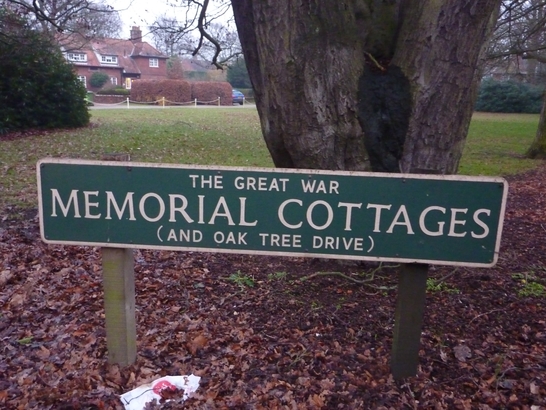 THE GREAT WAR
MEMORIAL COTTAGES
(AND OAK TREE DRIVE)